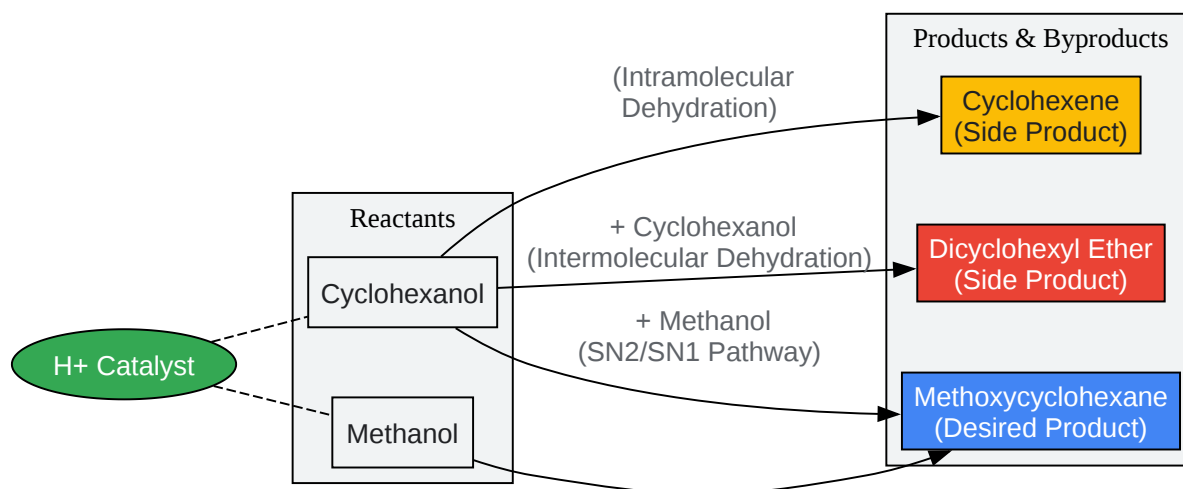 Products & Byproducts
(Intramolecular
Dehydration)
Cyclohexene
(Side Product)
Reactants
+ Cyclohexanol
(Intermolecular Dehydration)
Dicyclohexyl Ether
(Side Product)
Cyclohexanol
+ Methanol
(SN2/SN1 Pathway)
H+ Catalyst
Methoxycyclohexane
(Desired Product)
Methanol